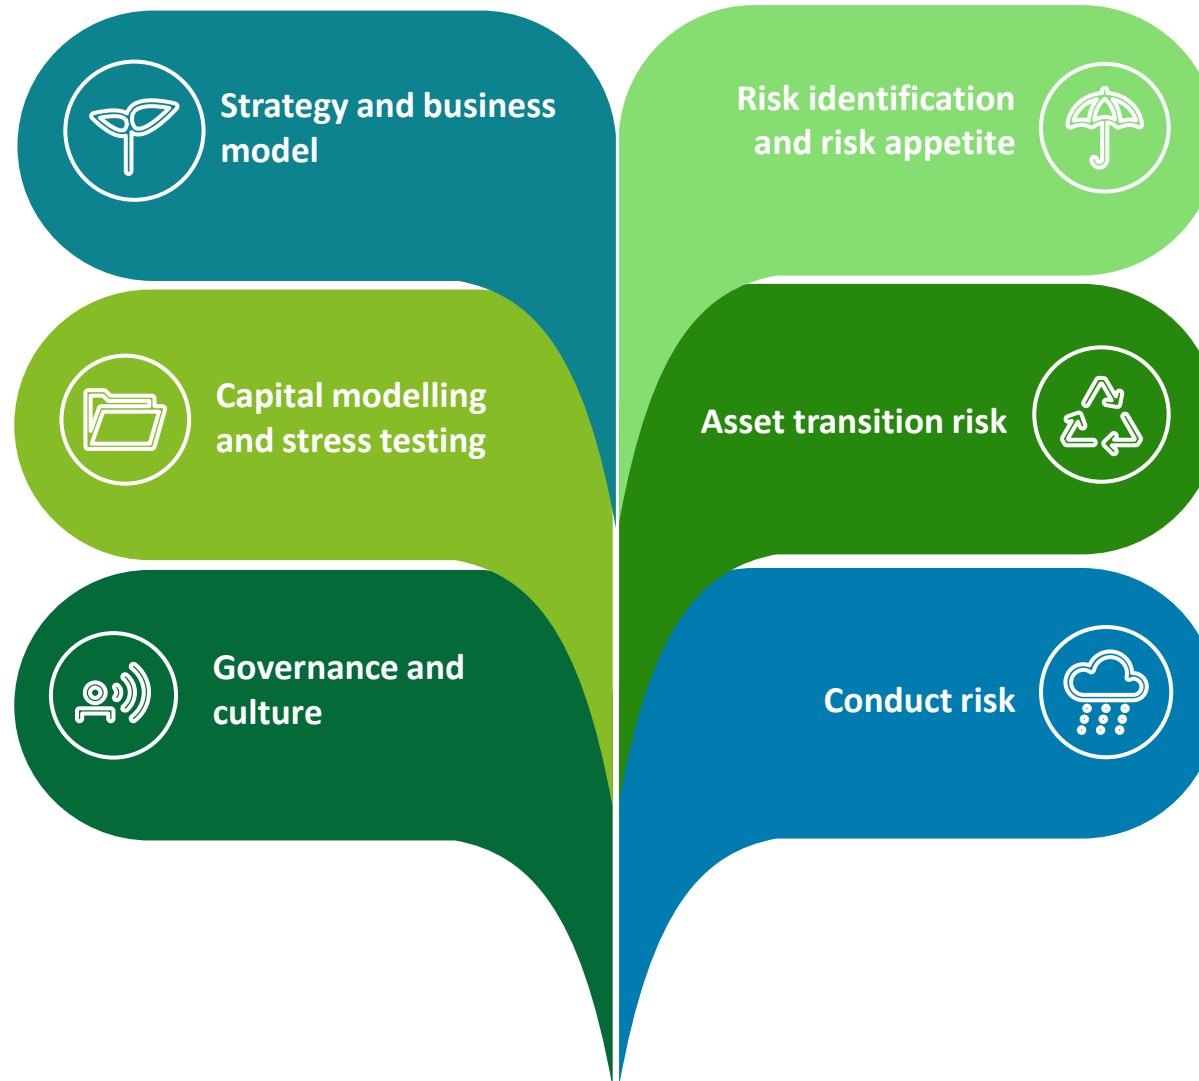 Strategy and business
model
Risk identification
and risk appetite
Capital modelling
and stress testing
Asset transition risk
Governance and
culture
Conduct risk